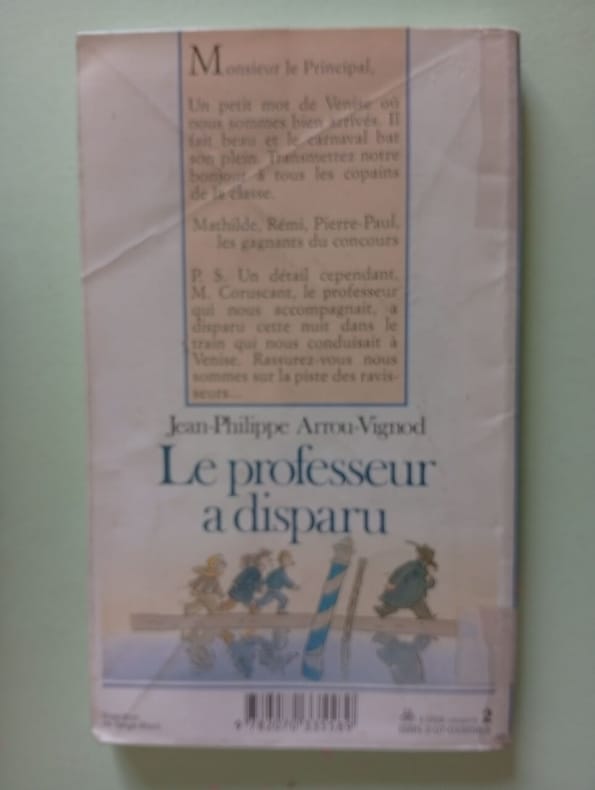 Monsieur le Principal,
Un petit mot de Venise où
nous sommes bien arrivés. Il
fait beau et le carnaval bat
son plein. Transmettez notre
bonjour à tous les copains
de la classe.
Mathilde, Rémi, Pierre-Paul,
les gagnants du concours
P. S. Un détail cependant,
M. Coruscant, le professeur
qui nous accompagnait, a
disparu cette nuit dans le
train qui nous conduisait à
Venise. Rassurez-vous nous
sommes sur la piste des ravis-
seurs...
Jean-Philippe Arrou-Vignod
Le professeur
a disparu
2